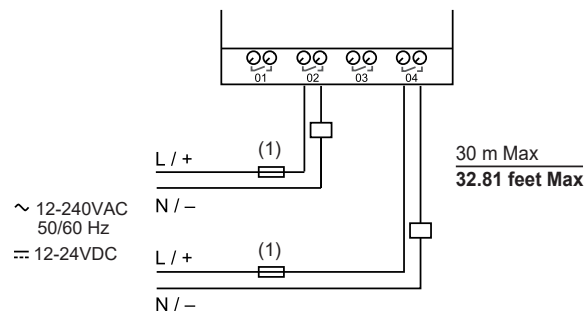 01 02 03 04
L / +
(1)
N / –
30 m Max
32.81 feet Max
~ 12-240VAC
50/60 Hz
⎓ 12-24VDC
L / +
(1)
N / –